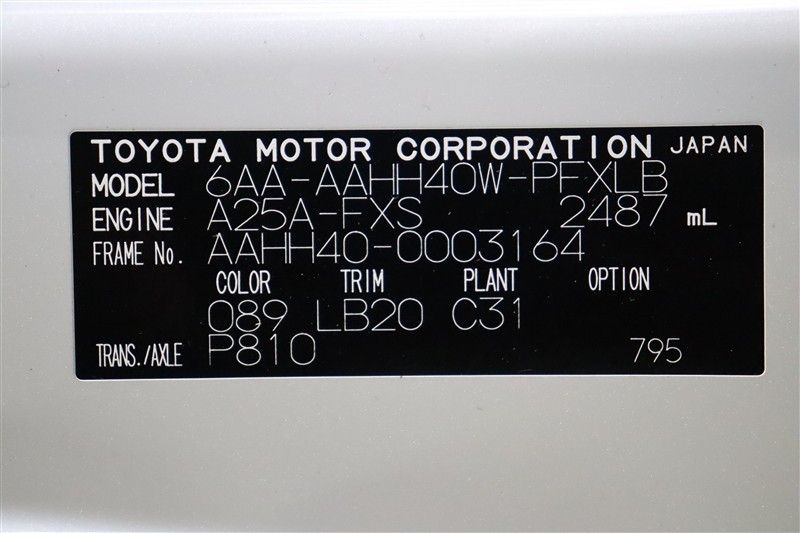 TOYOTA MOTOR CORPORATION JAPAN
MODEL 6AA-AAHH40W-PFXLB
ENGINE A25A-FXS 2487 mL
FRAME No. AAHH40-0003164
COLOR TRIM PLANT OPTION
089 LB20 C31
TRANS./AXLE P810 795